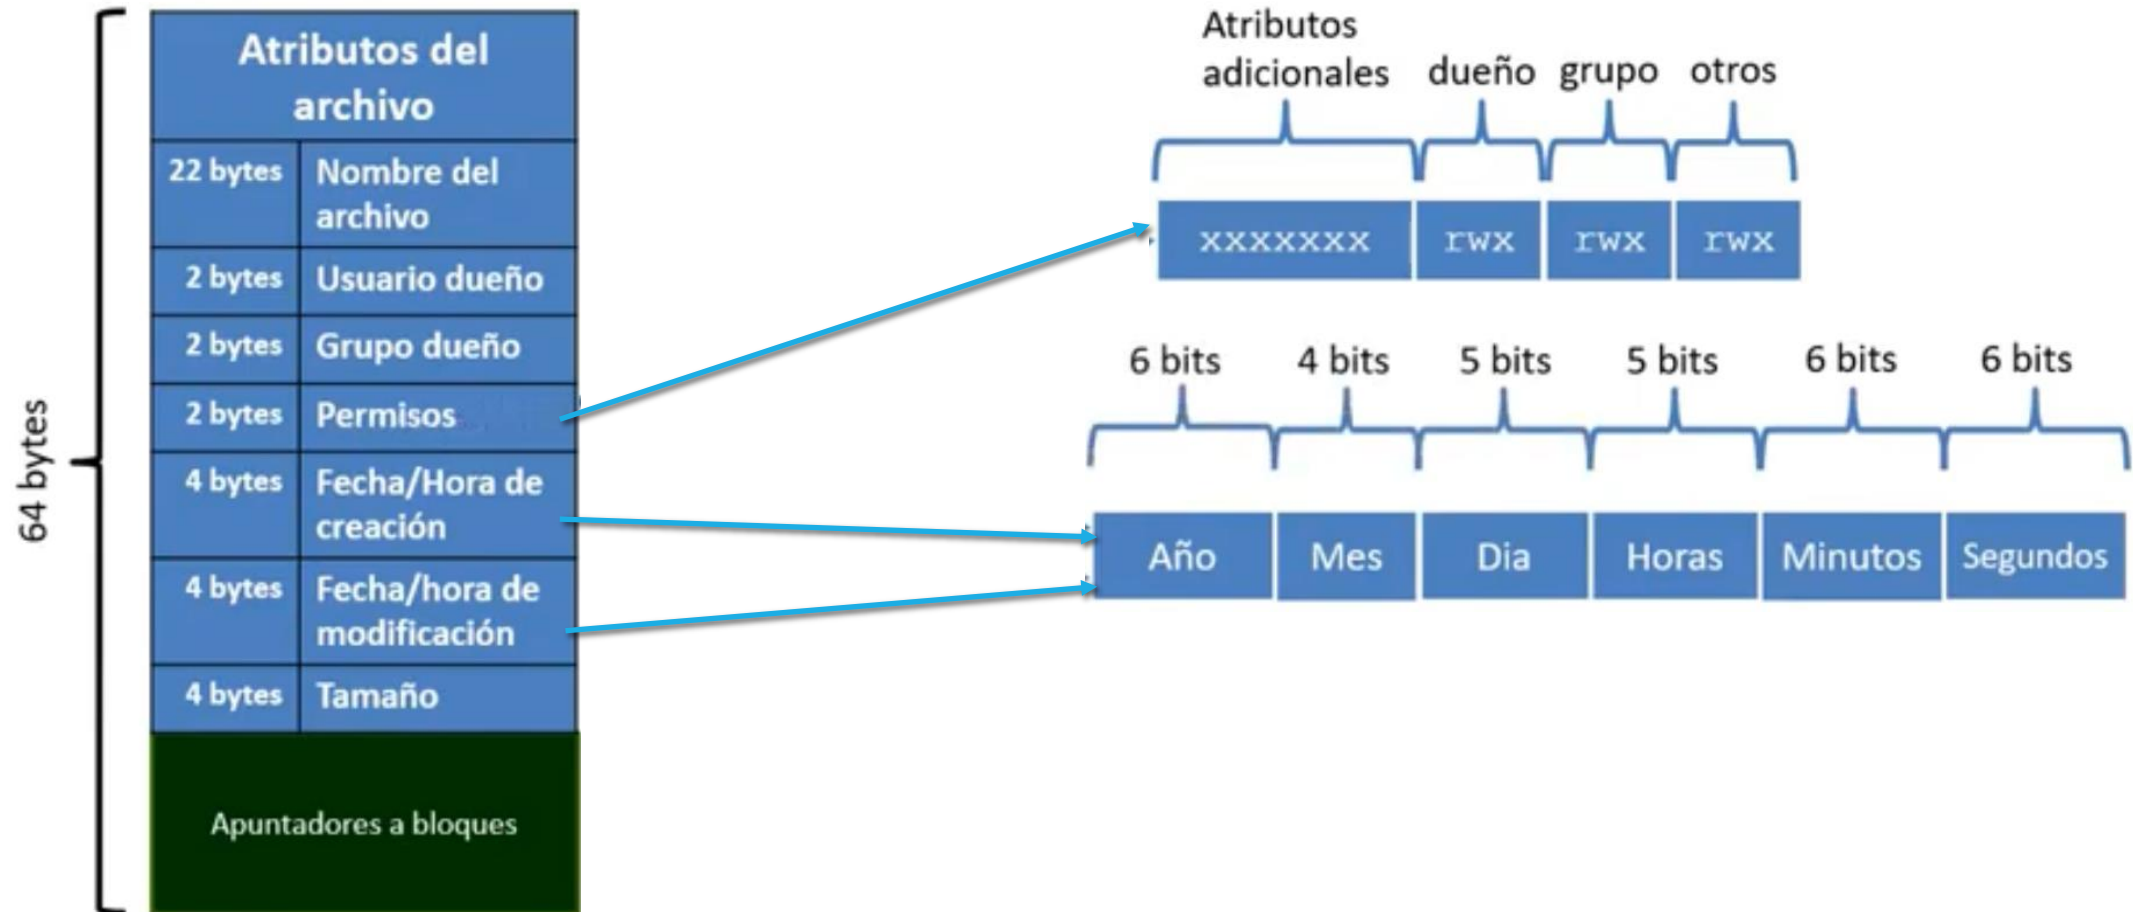 64 bytes
Atributos del
archivo
22 bytes
Nombre del
archivo
2 bytes
Usuario dueño
2 bytes
Grupo dueño
2 bytes
Permisos
4 bytes
Fecha/Hora de
creación
4 bytes
Fecha/hora de
modificación
4 bytes
Tamaño
Apuntadores a bloques
Atributos
adicionales
dueño
grupo
otros
xxxxxxx
rwx
rwx
rwx
6 bits
4 bits
5 bits
5 bits
6 bits
6 bits
Año
Mes
Dia
Horas
Minutos
Segundos